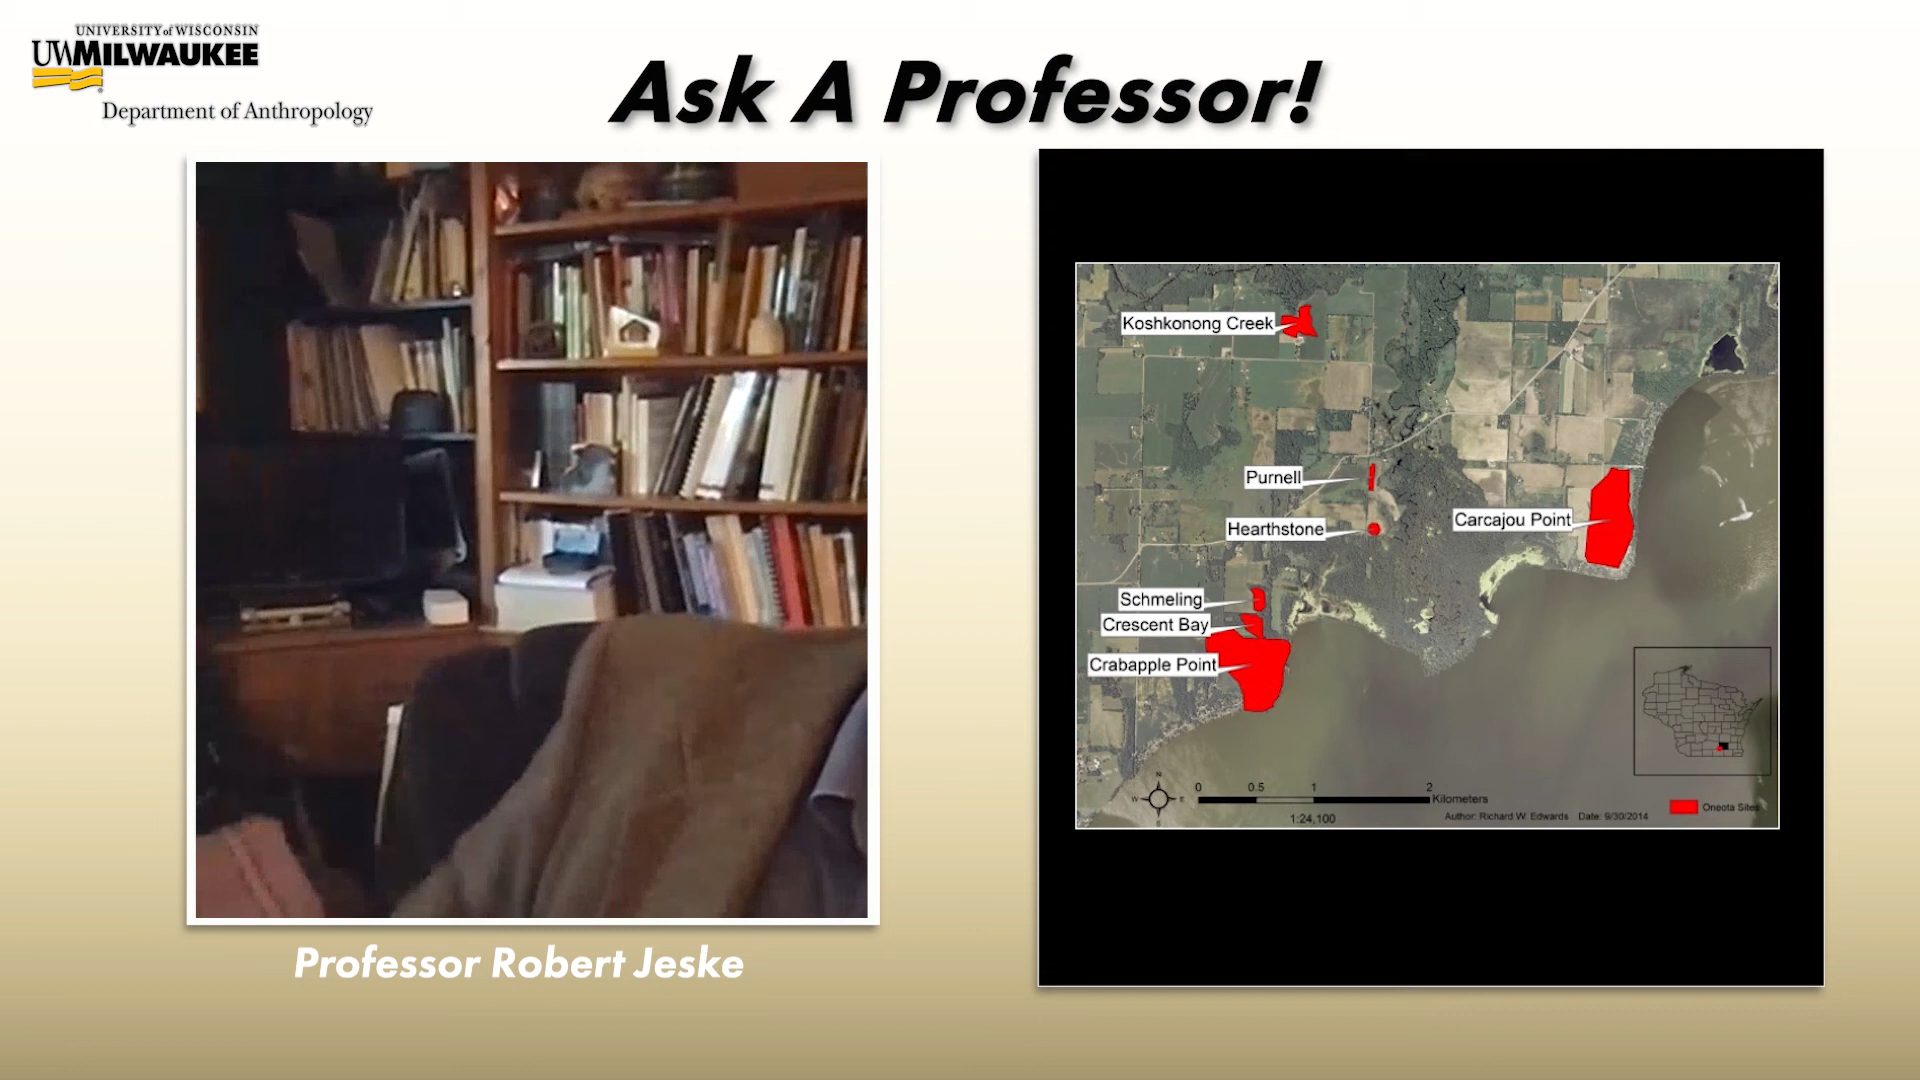 UNIVERSITY of WISCONSIN
UWMILWAUKEE
Department of Anthropology
Ask A Professor!
Professor Robert Jeske
Koshkonong Creek
Purnell
Hearthstone
Carcajou Point
Schmeling
Crescent Bay
Crabapple Point
N
W E
S
0 0.5 1 2
Kilometers
1:24,100
Author: Richard W. Edwards Date: 9/30/2014
Oneota Sites